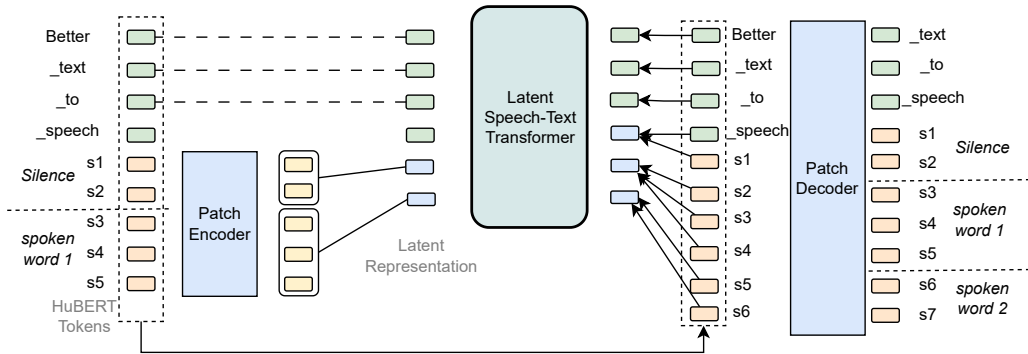 Better
_text
_to
_speech
s1
s2
Silence
s3
s4
s5
spoken
word 1
HuBERT
Tokens
Patch
Encoder
Latent
Representation
Latent
Speech-Text
Transformer
Better
_text
_to
_speech
s1
s2
s3
s4
s5
s6
Patch
Decoder
_text
_to
_speech
s1
s2
Silence
s3
s4
s5
spoken
word 1
s6
s7
spoken
word 2